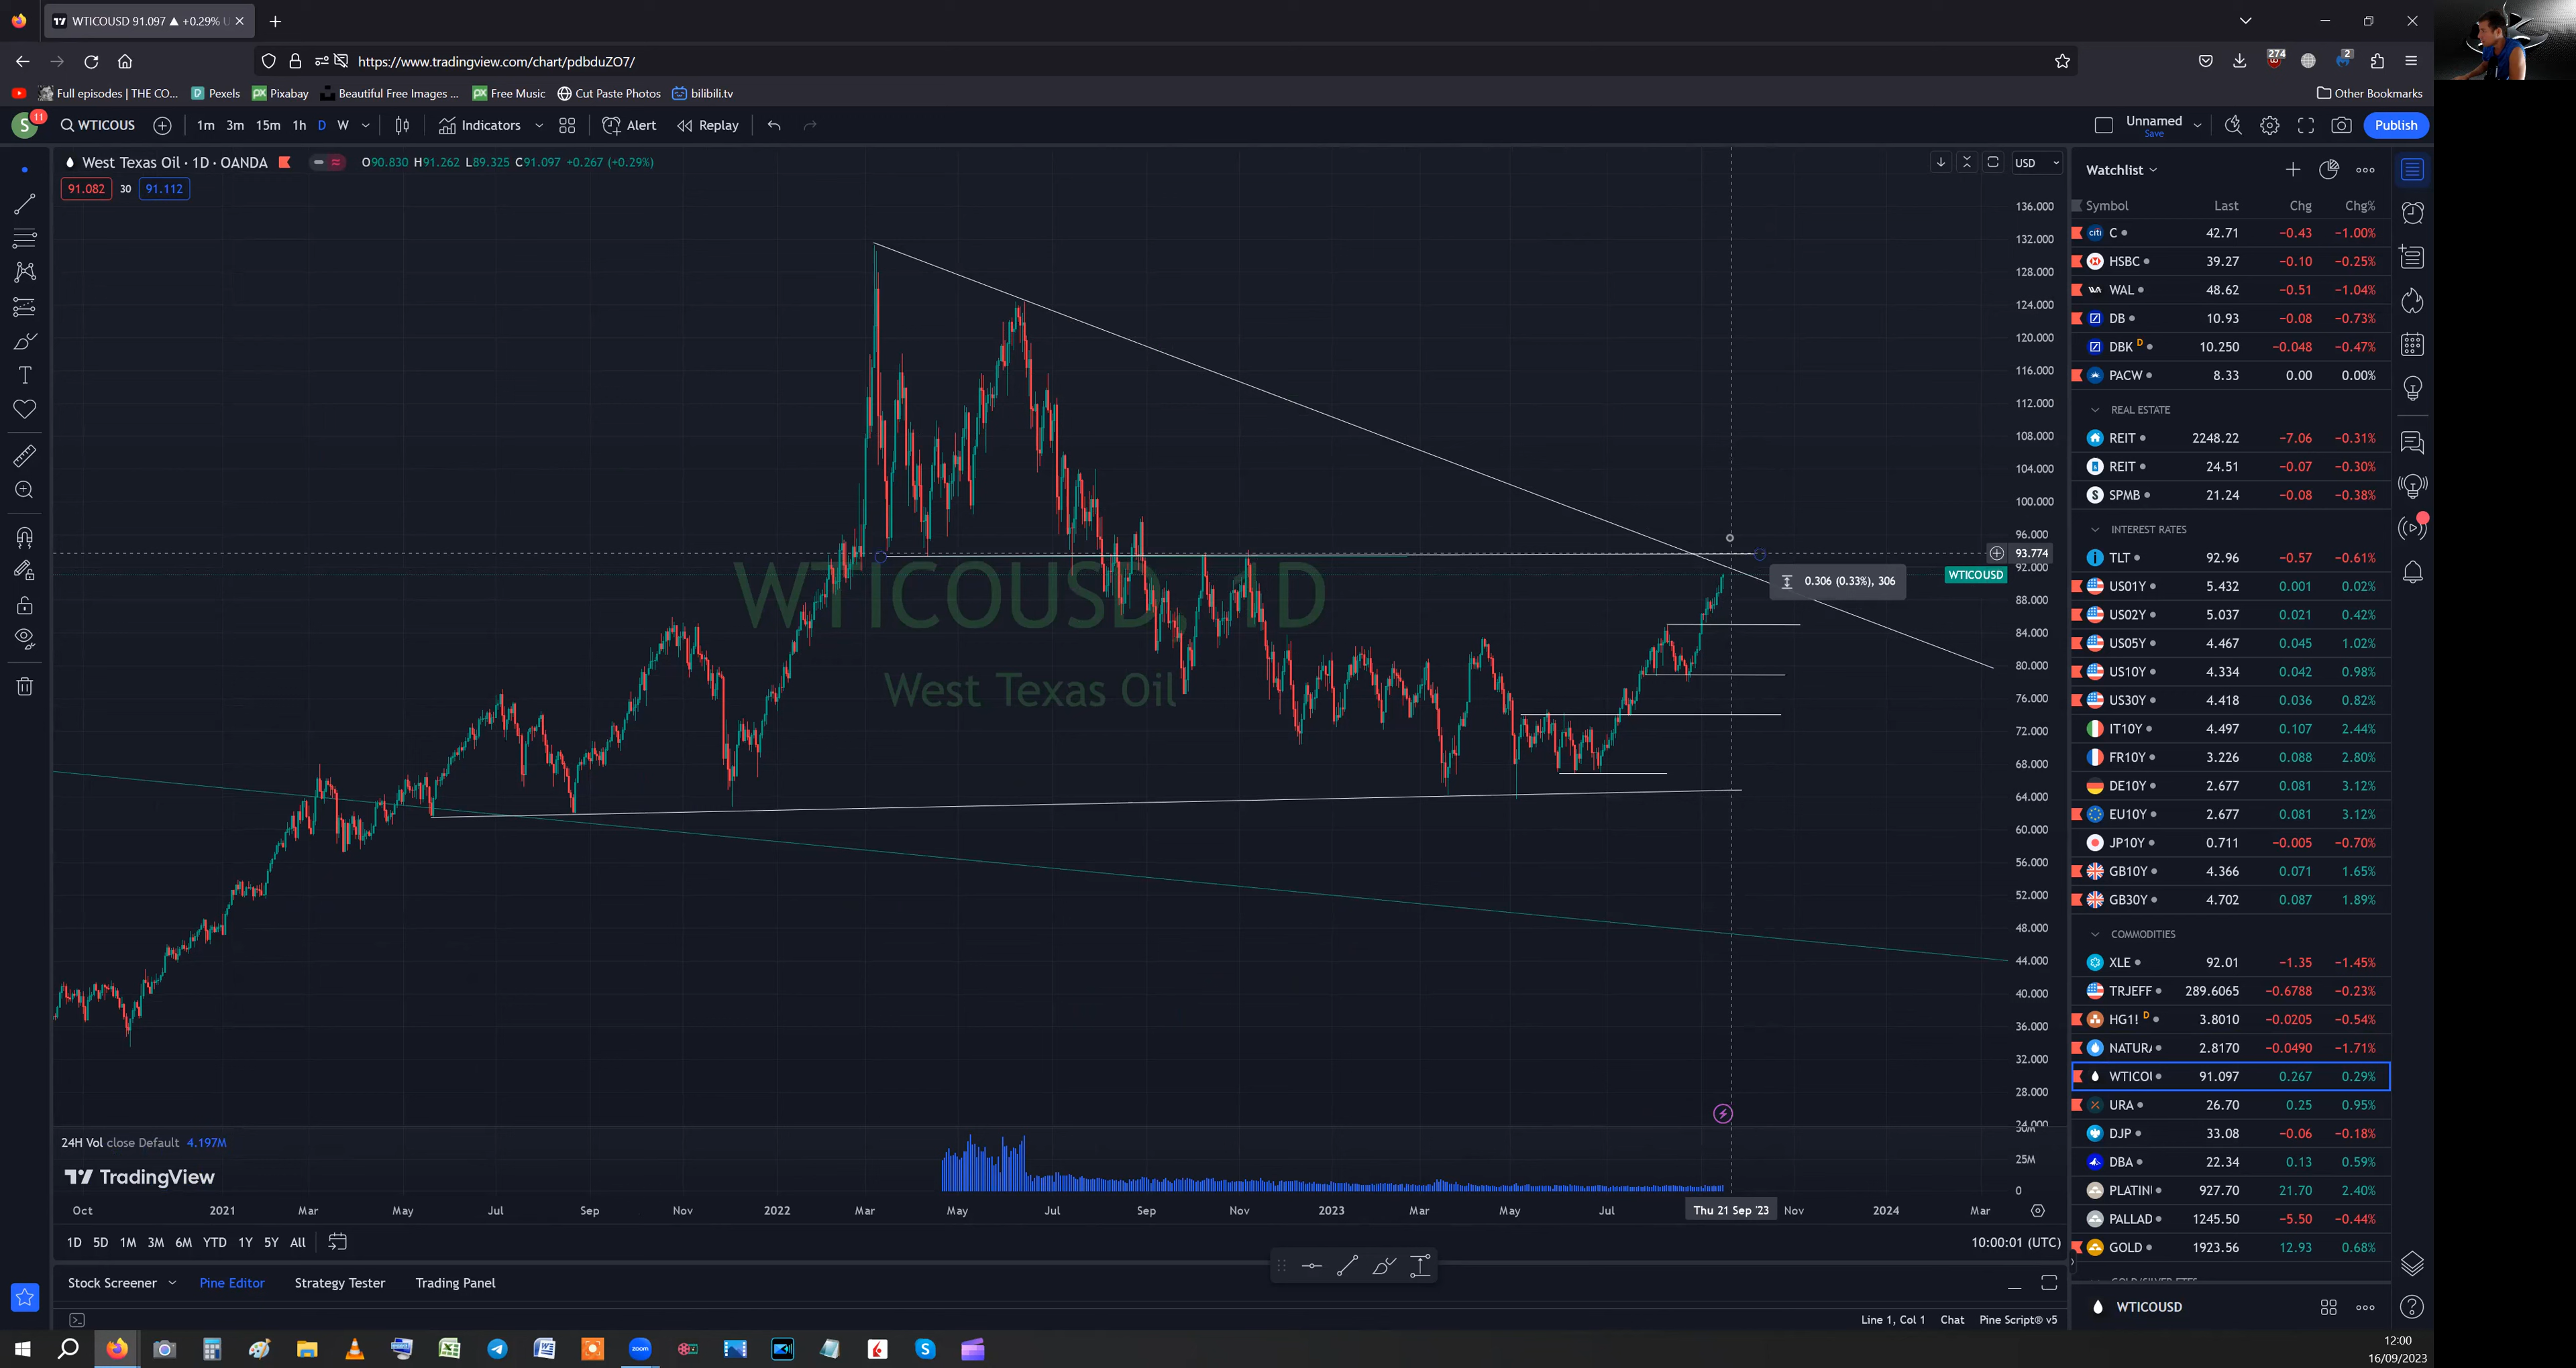 WTICOUSD 91.097 ▲ +0.29% U
https://www.tradingview.com/chart/pdbduZO7/
274
2
Full episodes | THE CO...
Pexels
Pixabay
Beautiful Free Images ...
Free Music
Cut Paste Photos
bilibili.tv
Other Bookmarks
S 11 WTICOUS 1m 3m 15m 1h D W Indicators Alert Replay
Unnamed
Save
Publish
West Texas Oil · 1D · OANDA O90.830 H91.262 L89.325 C91.097 +0.267 (+0.29%)
91.082 30 91.112
USD
136.000
132.000
128.000
124.000
120.000
116.000
112.000
108.000
104.000
100.000
96.000
93.774
92.000
WTICOUSD
88.000
84.000
80.000
76.000
72.000
68.000
64.000
60.000
56.000
52.000
48.000
44.000
40.000
36.000
32.000
28.000
24.000
WTICOUSD, 1D
West Texas Oil
0.306 (0.33%), 306
24H Vol close Default 4.197M
TradingView
30M
25M
0
Oct 2021 Mar May Jul Sep Nov 2022 Mar May Jul Sep Nov 2023 Mar May Jul Thu 21 Sep '23 Nov 2024 Mar
1D 5D 1M 3M 6M YTD 1Y 5Y All
10:00:01 (UTC)
Stock Screener Pine Editor Strategy Tester Trading Panel
Line 1, Col 1 Chat Pine Script® v5
Watchlist
Symbol Last Chg Chg%
citi C 42.71 −0.43 −1.00%
HSBC 39.27 −0.10 −0.25%
WAL 48.62 −0.51 −1.04%
DB 10.93 −0.08 −0.73%
DBK D 10.250 −0.048 −0.47%
PACW 8.33 0.00 0.00%
REAL ESTATE
REIT 2248.22 −7.06 −0.31%
REIT 24.51 −0.07 −0.30%
S SPMB 21.24 −0.08 −0.38%
INTEREST RATES
TLT 92.96 −0.57 −0.61%
US01Y 5.432 0.001 0.02%
US02Y 5.037 0.021 0.42%
US05Y 4.467 0.045 1.02%
US10Y 4.334 0.042 0.98%
US30Y 4.418 0.036 0.82%
IT10Y 4.497 0.107 2.44%
FR10Y 3.226 0.088 2.80%
DE10Y 2.677 0.081 3.12%
EU10Y 2.677 0.081 3.12%
JP10Y 0.711 −0.005 −0.70%
GB10Y 4.366 0.071 1.65%
GB30Y 4.702 0.087 1.89%
COMMODITIES
XLE 92.01 −1.35 −1.45%
TRJEFF 289.6065 −0.6788 −0.23%
HG1! D 3.8010 −0.0205 −0.54%
NATUR 2.8170 −0.0490 −1.71%
WTICO 91.097 0.267 0.29%
URA 26.70 0.25 0.95%
DJP 33.08 −0.06 −0.18%
DBA 22.34 0.13 0.59%
PLATIN 927.70 21.70 2.40%
PALLAD 1245.50 −5.50 −0.44%
GOLD 1923.56 12.93 0.68%
WTICOUSD
zoom
12:00
16/09/2023